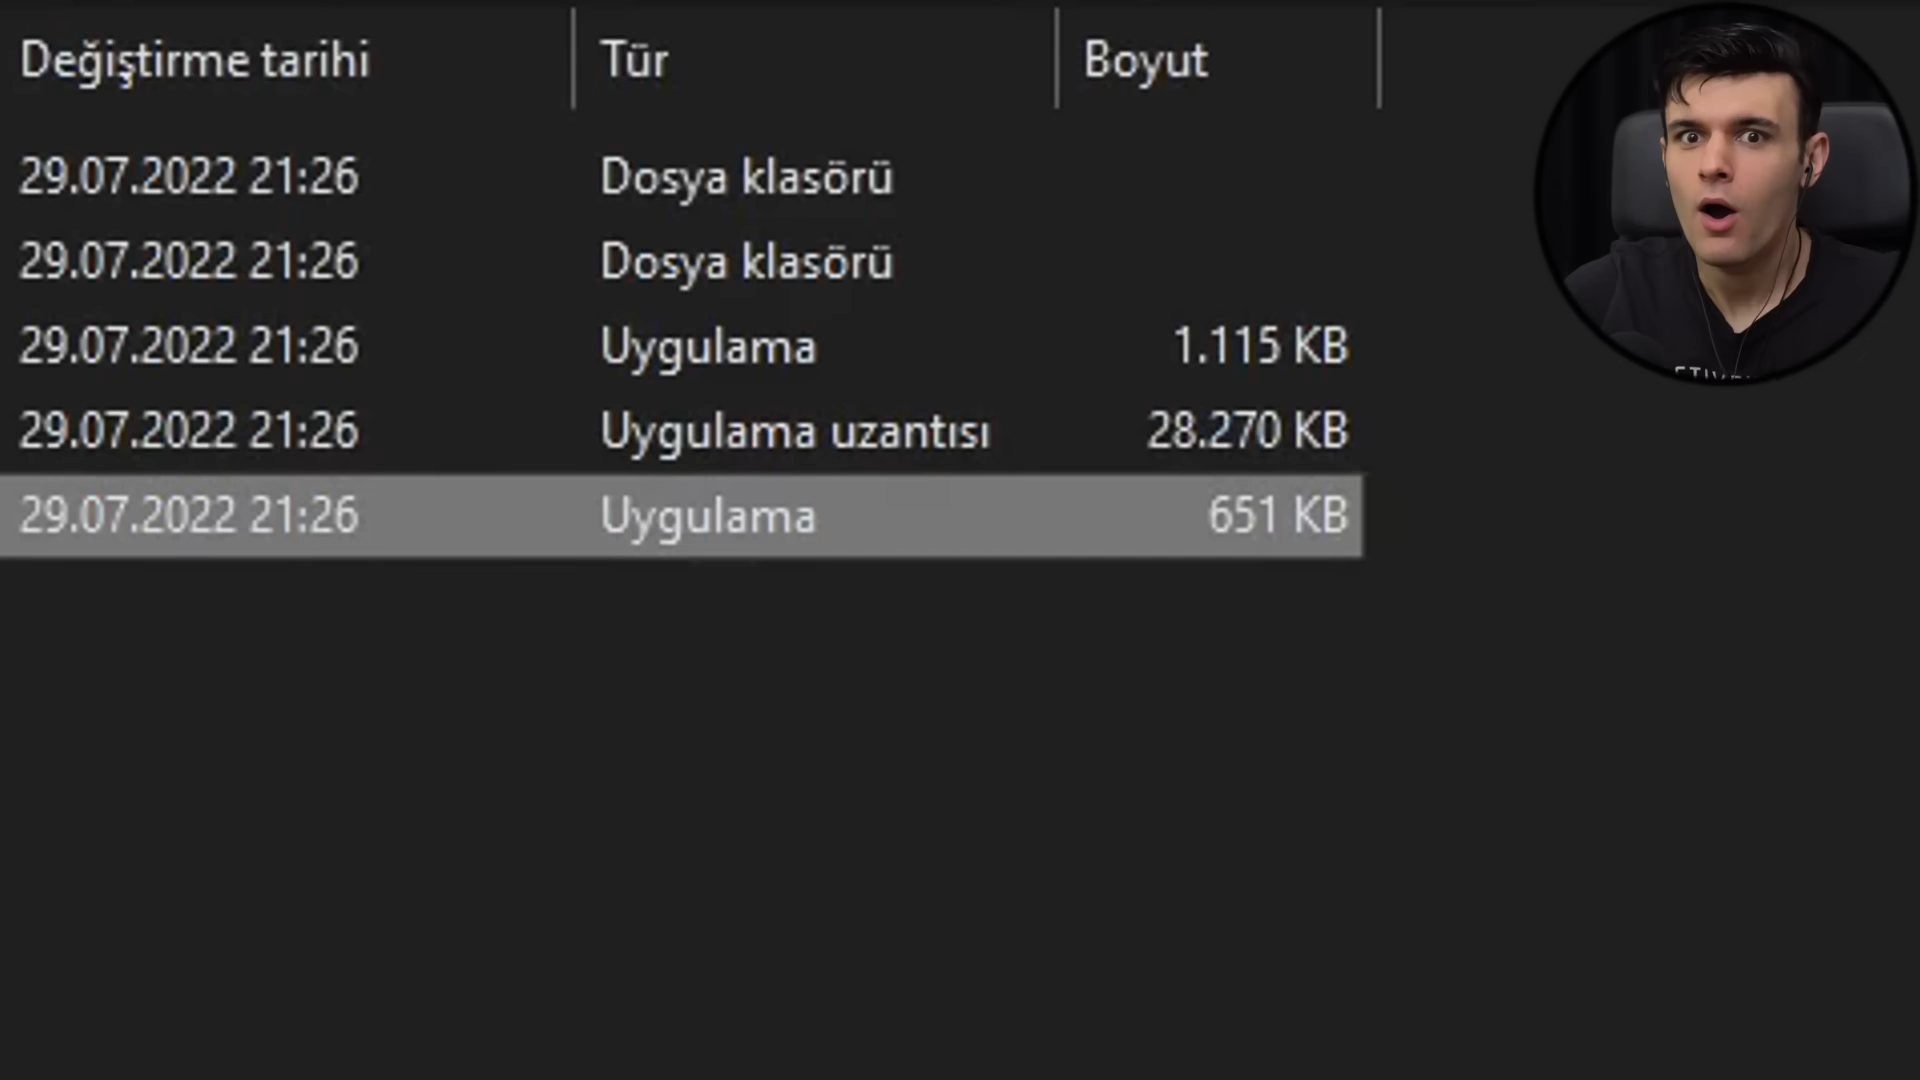 Değiştirme tarihi Tür Boyut
29.07.2022 21:26 Dosya klasörü
29.07.2022 21:26 Dosya klasörü
29.07.2022 21:26 Uygulama 1.115 KB
29.07.2022 21:26 Uygulama uzantısı 28.270 KB
29.07.2022 21:26 Uygulama 651 KB